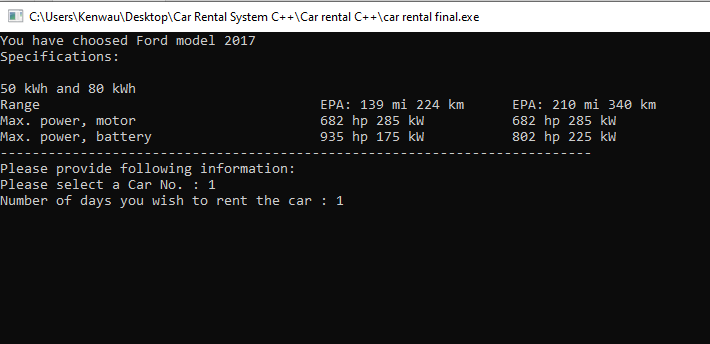 C:\Users\Kenwau\Desktop\Car Rental System C++\Car rental C++\car rental final.exe
You have choosed Ford model 2017
Specifications:
50 kWh and 80 kWh
Range EPA: 139 mi 224 km EPA: 210 mi 340 km
Max. power, motor 682 hp 285 kW 682 hp 285 kW
Max. power, battery 935 hp 175 kW 802 hp 225 kW
--------------------------------------------------------------------------
Please provide following information:
Please select a Car No. : 1
Number of days you wish to rent the car : 1